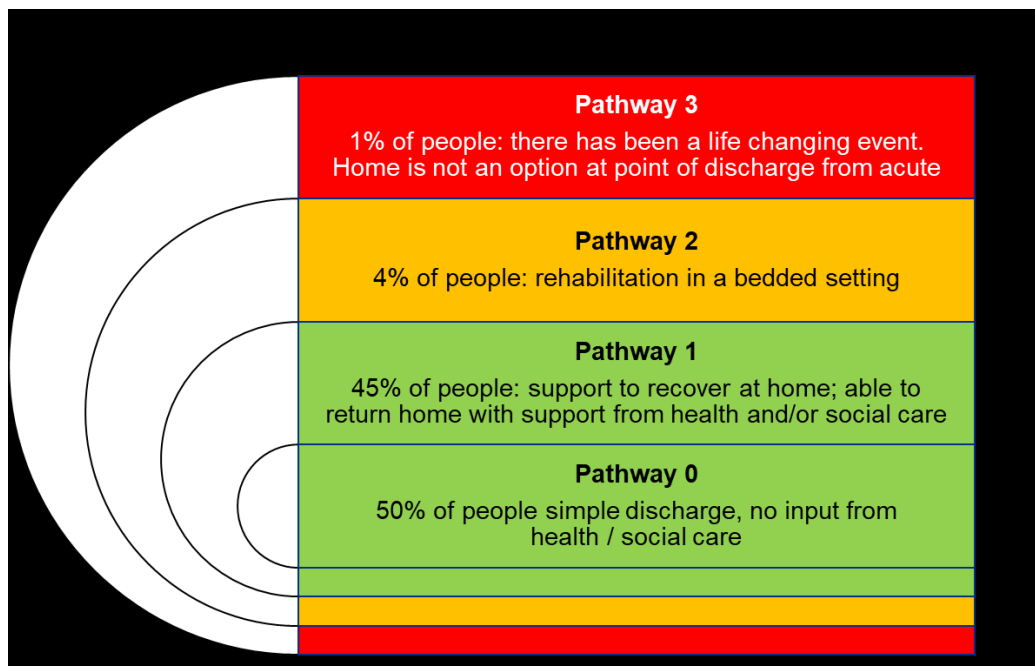 Pathway 3
1% of people: there has been a life changing event.
Home is not an option at point of discharge from acute
Pathway 2
4% of people: rehabilitation in a bedded setting
Pathway 1
45% of people: support to recover at home; able to
return home with support from health and/or social care
Pathway 0
50% of people simple discharge, no input from
health / social care